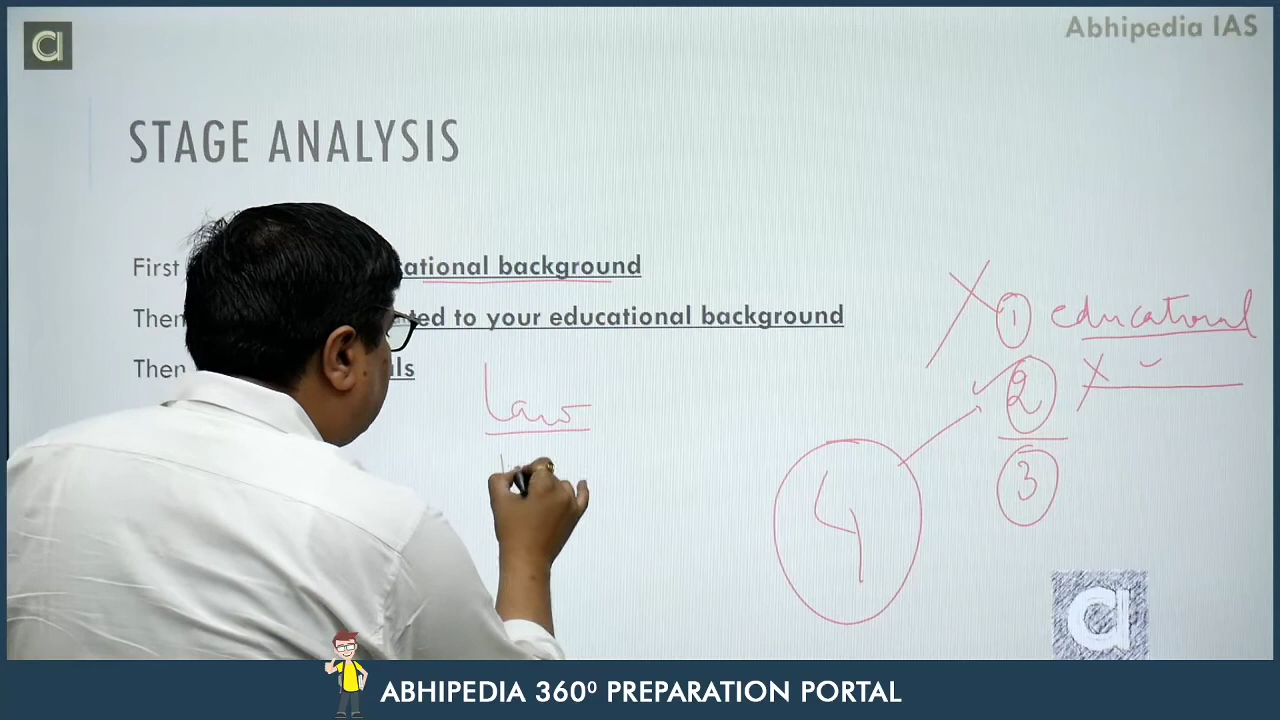 Abhipedia IAS
STAGE ANALYSIS
First cational background
Then ted to your educational background
Then ls
1 educational
2 X
3
4
Law
ABHIPEDIA 360⁰ PREPARATION PORTAL